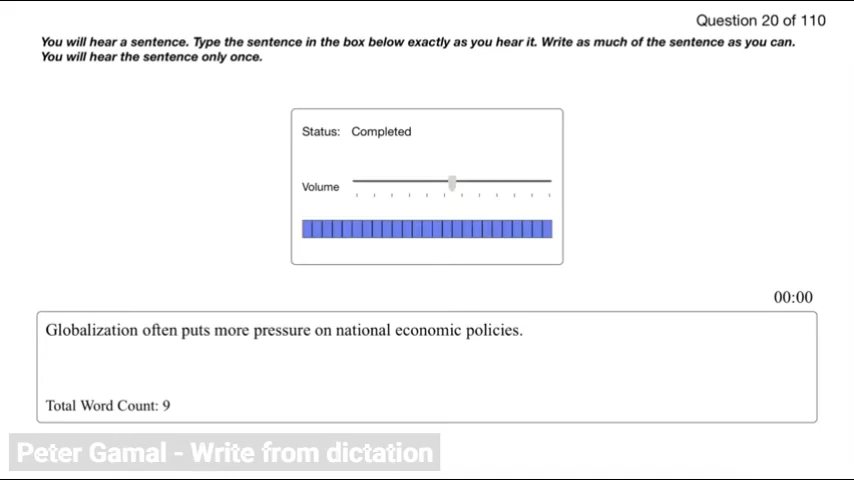 Question 20 of 110
You will hear a sentence. Type the sentence in the box below exactly as you hear it. Write as much of the sentence as you can.
You will hear the sentence only once.
Status: Completed
Volume
00:00
Globalization often puts more pressure on national economic policies.
Total Word Count: 9
Peter Gamal - Write from dictation